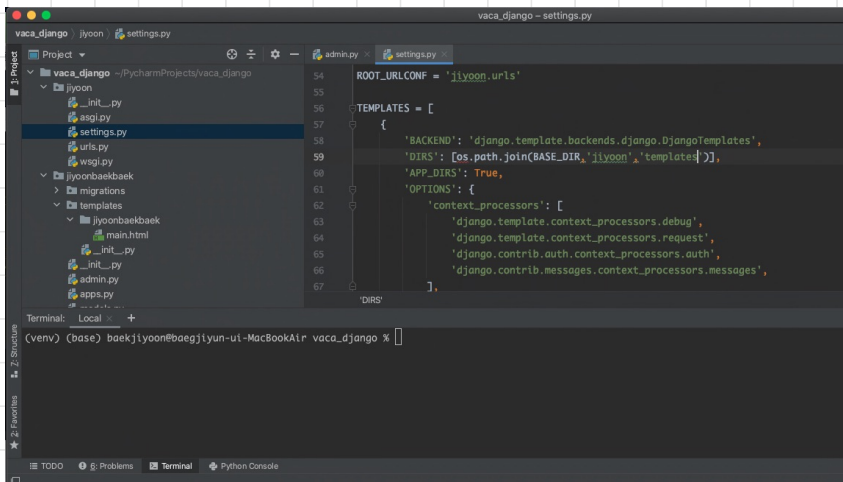 vaca_django – settings.py
vaca_django jiyoon settings.py
1: Project
Project
admin.py
settings.py
vaca_django ~/PycharmProjects/vaca_django
jiyoon
__init__.py
asgi.py
settings.py
urls.py
wsgi.py
jiyoonbaekbaek
migrations
templates
jiyoonbaekbaek
main.html
__init__.py
__init__.py
admin.py
apps.py
54 ROOT_URLCONF = 'jiyoon.urls'
55
56 TEMPLATES = [
57 {
58 'BACKEND': 'django.template.backends.django.DjangoTemplates',
59 'DIRS': [os.path.join(BASE_DIR,'jiyoon','templates')],
60 'APP_DIRS': True,
61 'OPTIONS': {
62 'context_processors': [
63 'django.template.context_processors.debug',
64 'django.template.context_processors.request',
65 'django.contrib.auth.context_processors.auth',
66 'django.contrib.messages.context_processors.messages',
67 ],
'DIRS'
Terminal: Local +
(venv) (base) baekjiyoon@baegjiyun-ui-MacBookAir vaca_django %
7: Structure
2: Favorites
TODO 6: Problems Terminal Python Console